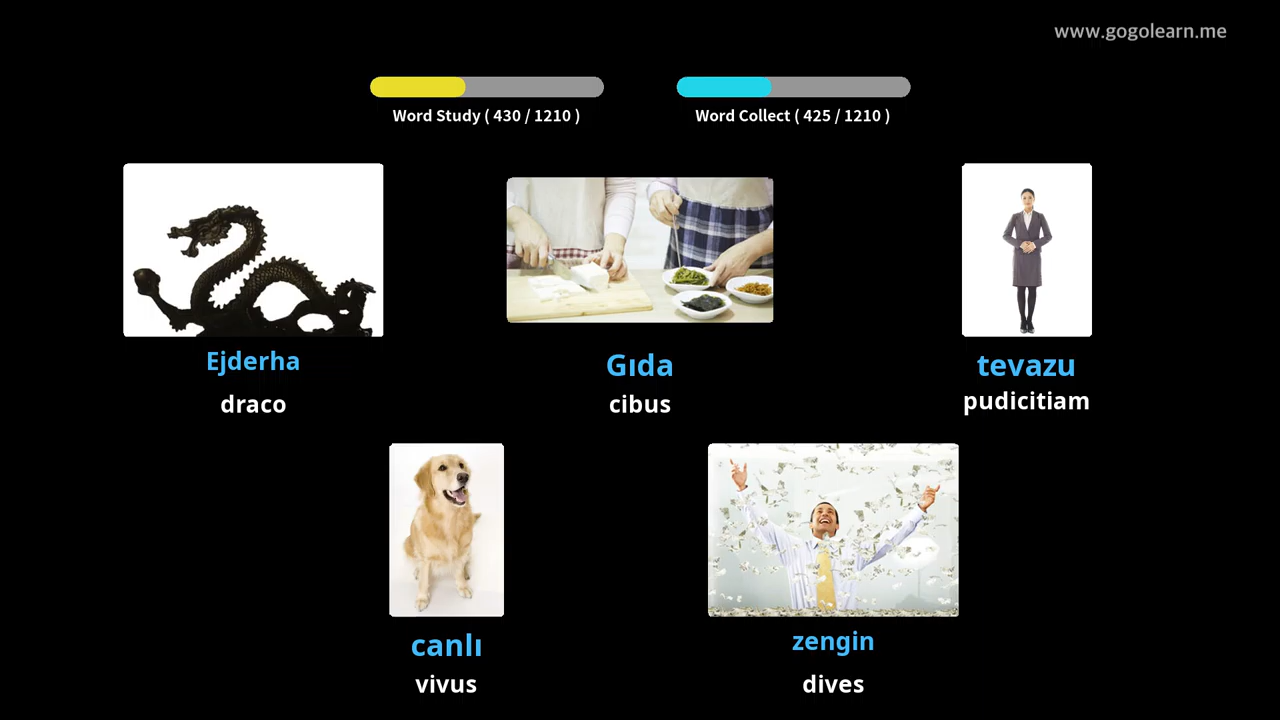 www.gogolearn.me
Word Study ( 430 / 1210 )
Word Collect ( 425 / 1210 )
Ejderha
draco
Gıda
cibus
tevazu
pudicitiam
canlı
vivus
zengin
dives